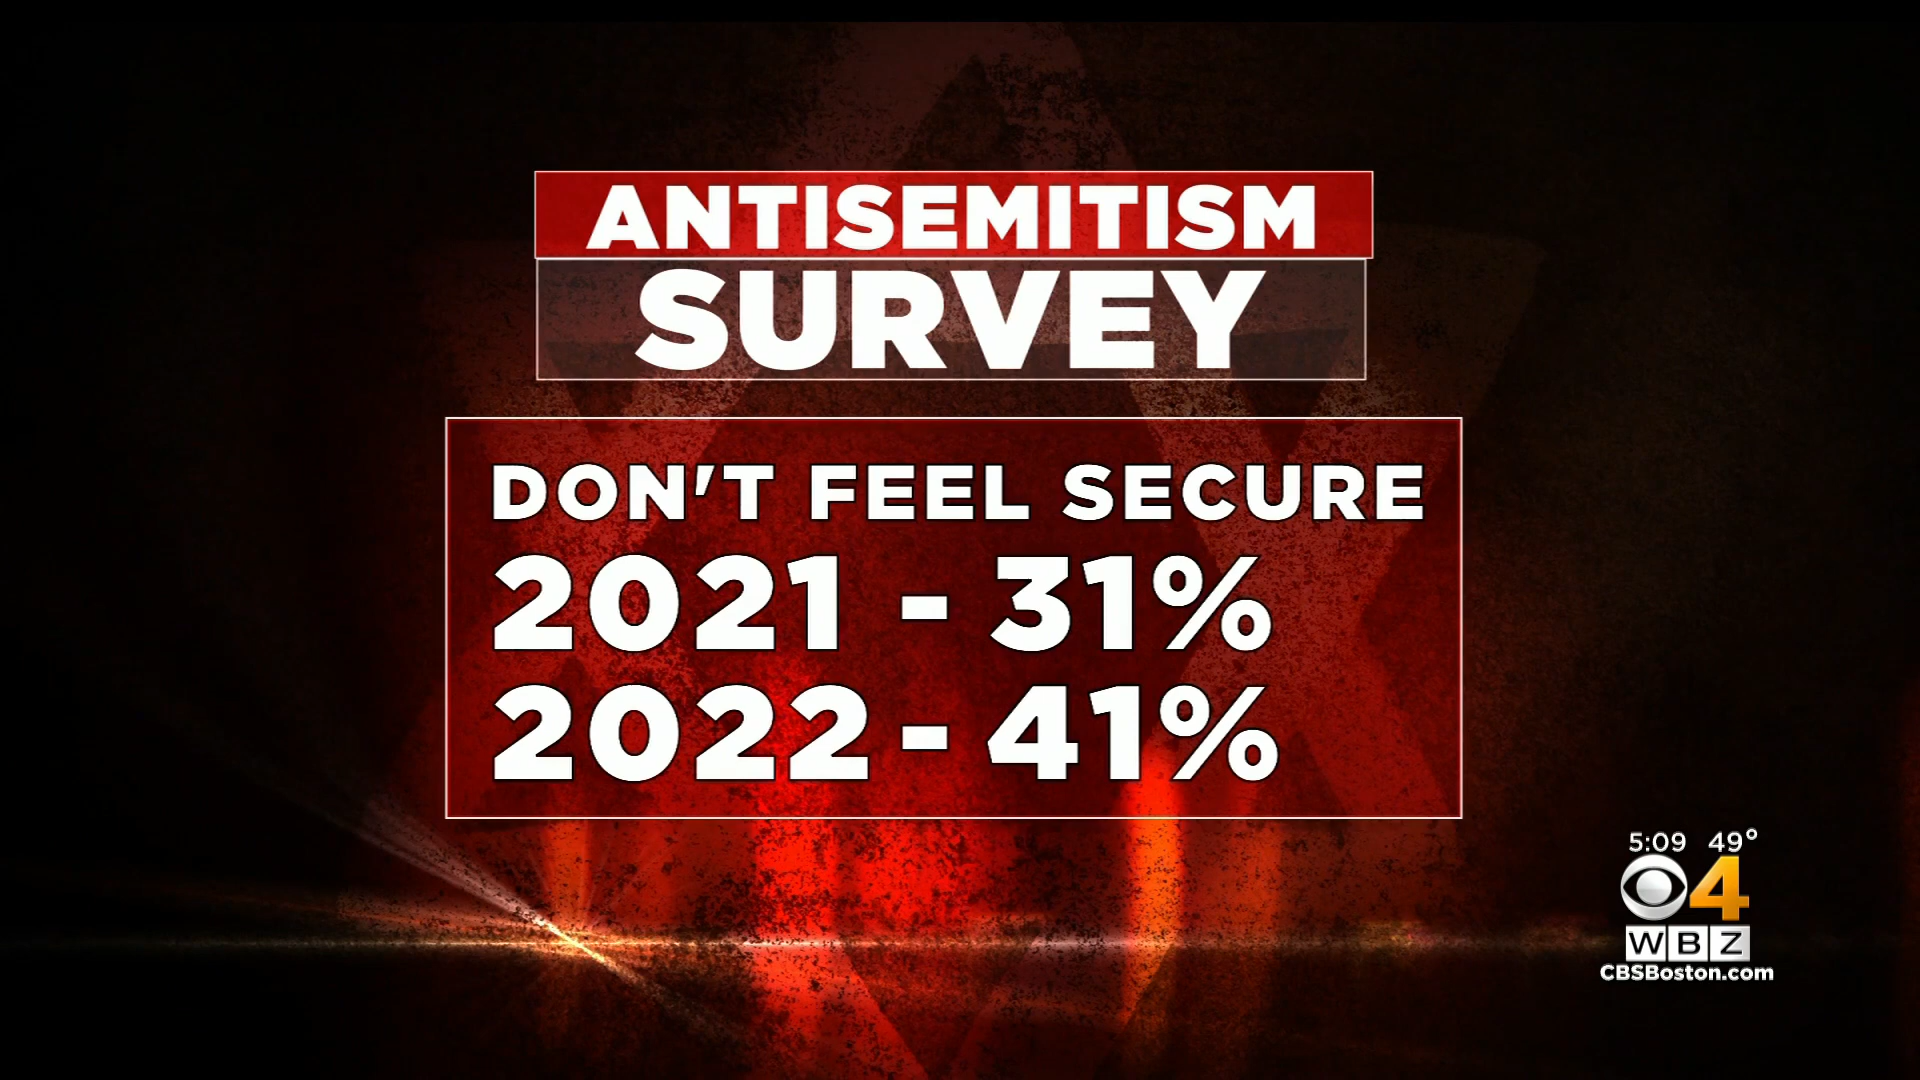 ANTISEMITISM
SURVEY
DON'T FEEL SECURE
2021 - 31%
2022 - 41%
5:09 49°
4
WBZ
CBSBoston.com